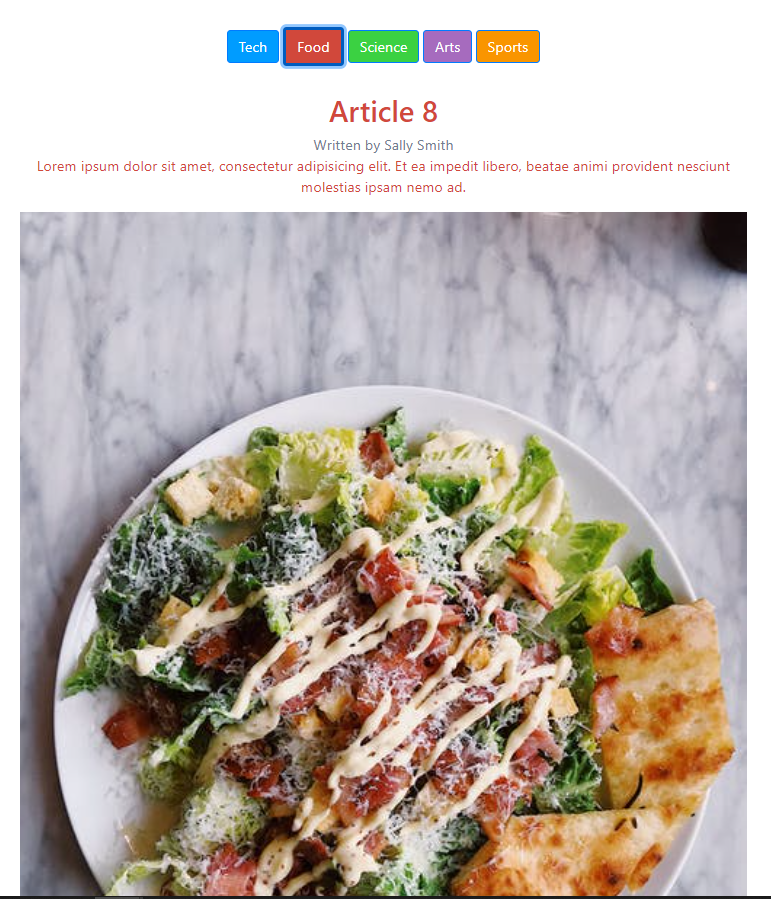 Tech Food Science Arts Sports
Article 8
Written by Sally Smith
Lorem ipsum dolor sit amet, consectetur adipisicing elit. Et ea impedit libero, beatae animi provident nesciunt
molestias ipsam nemo ad.